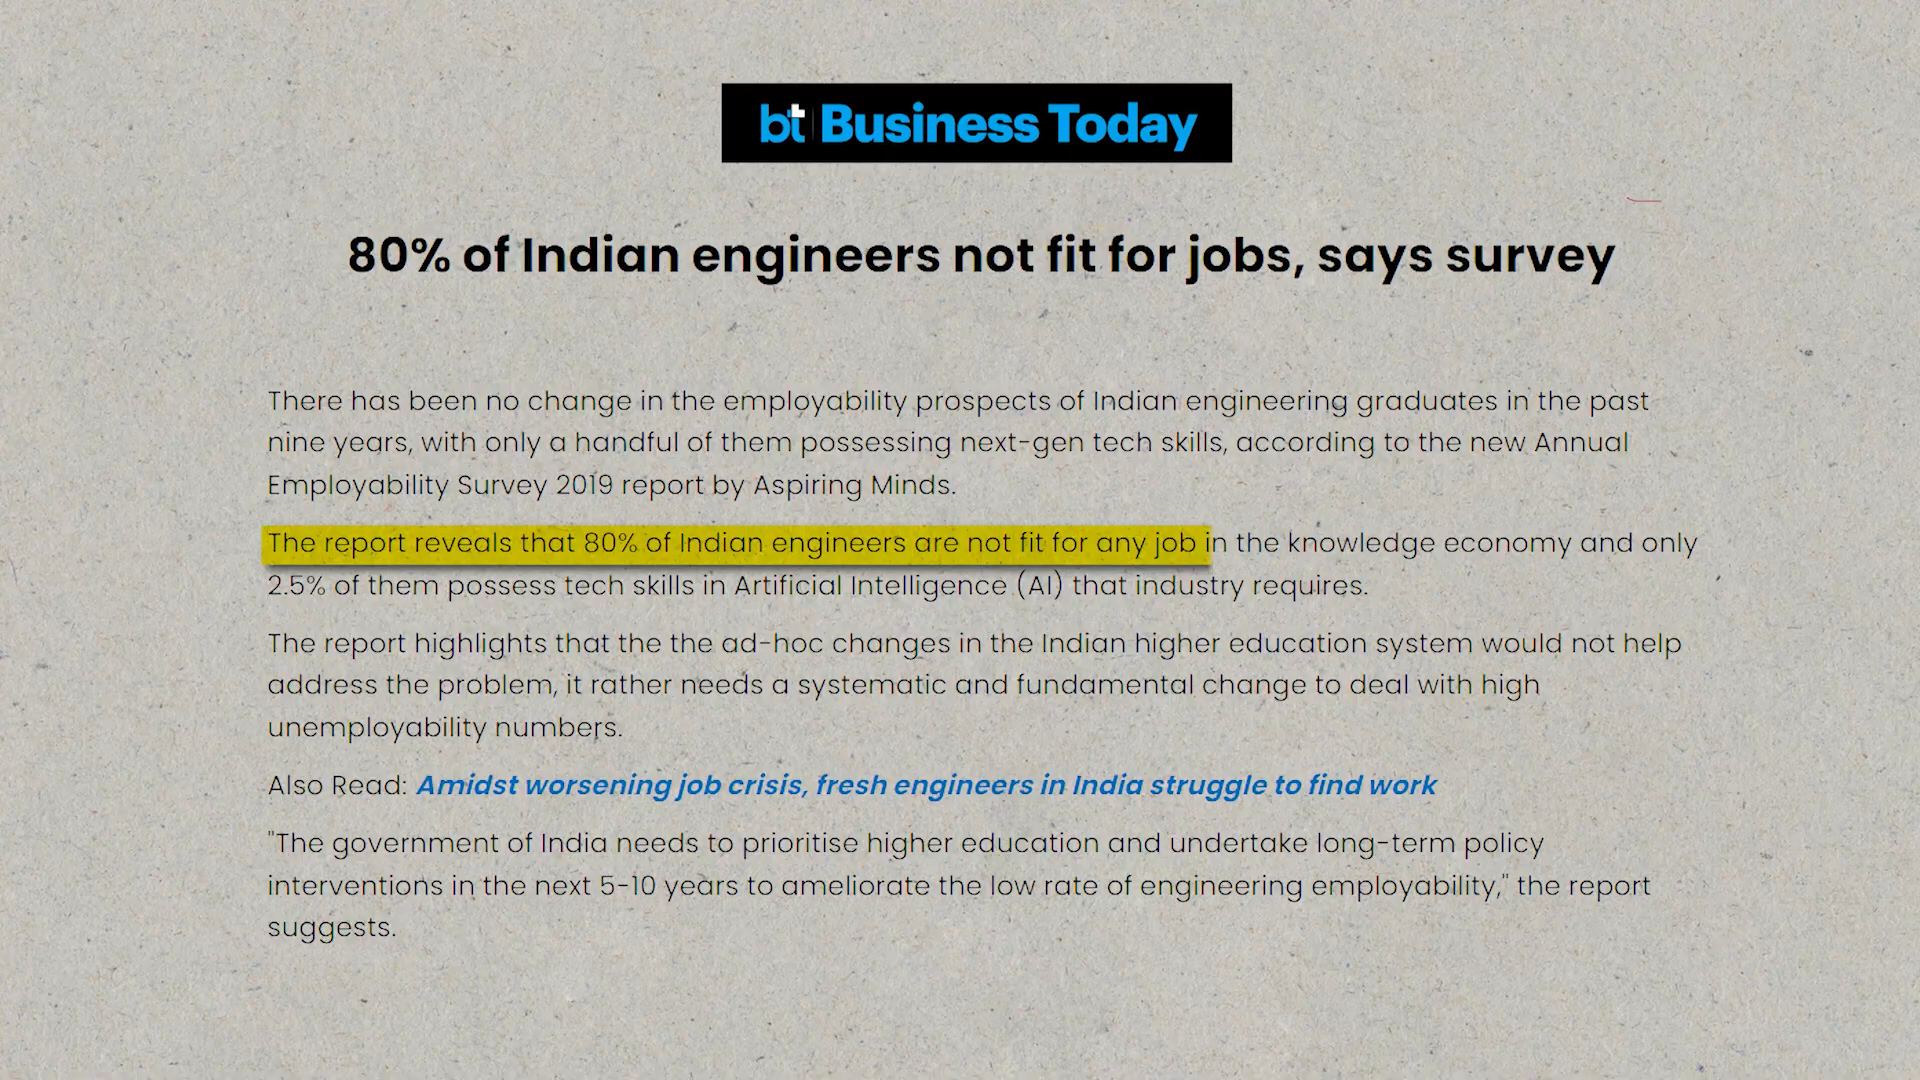 bt Business Today
80% of Indian engineers not fit for jobs, says survey
There has been no change in the employability prospects of Indian engineering graduates in the past
nine years, with only a handful of them possessing next-gen tech skills, according to the new Annual
Employability Survey 2019 report by Aspiring Minds.
The report reveals that 80% of Indian engineers are not fit for any job in the knowledge economy and only
2.5% of them possess tech skills in Artificial Intelligence (AI) that industry requires.
The report highlights that the the ad-hoc changes in the Indian higher education system would not help
address the problem, it rather needs a systematic and fundamental change to deal with high
unemployability numbers.
Also Read: Amidst worsening job crisis, fresh engineers in India struggle to find work
"The government of India needs to prioritise higher education and undertake long-term policy
interventions in the next 5-10 years to ameliorate the low rate of engineering employability," the report
suggests.